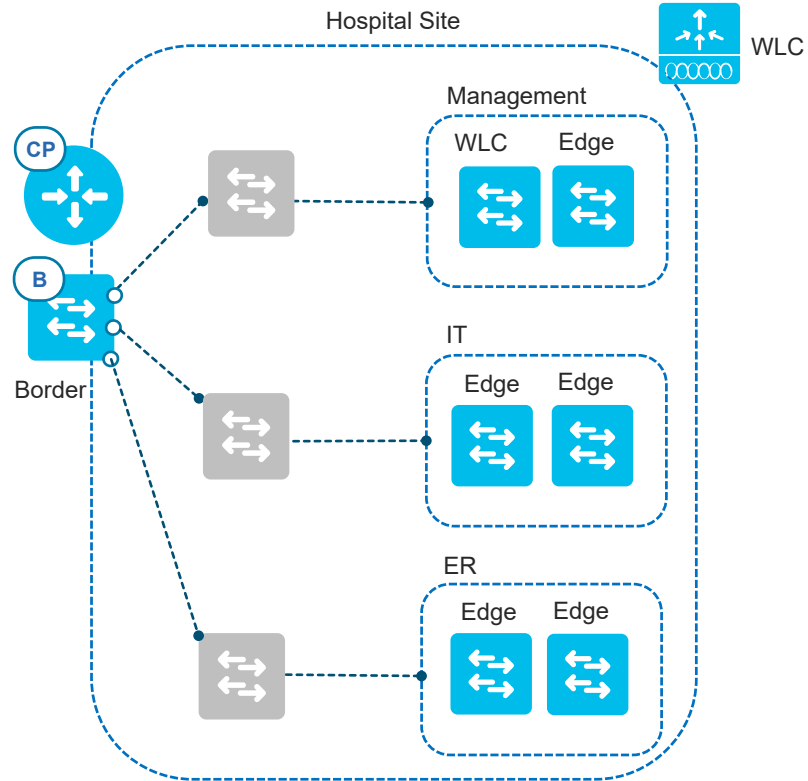 Hospital Site
WLC
Management
WLC
Edge
CP
B
Border
IT
Edge
Edge
ER
Edge
Edge